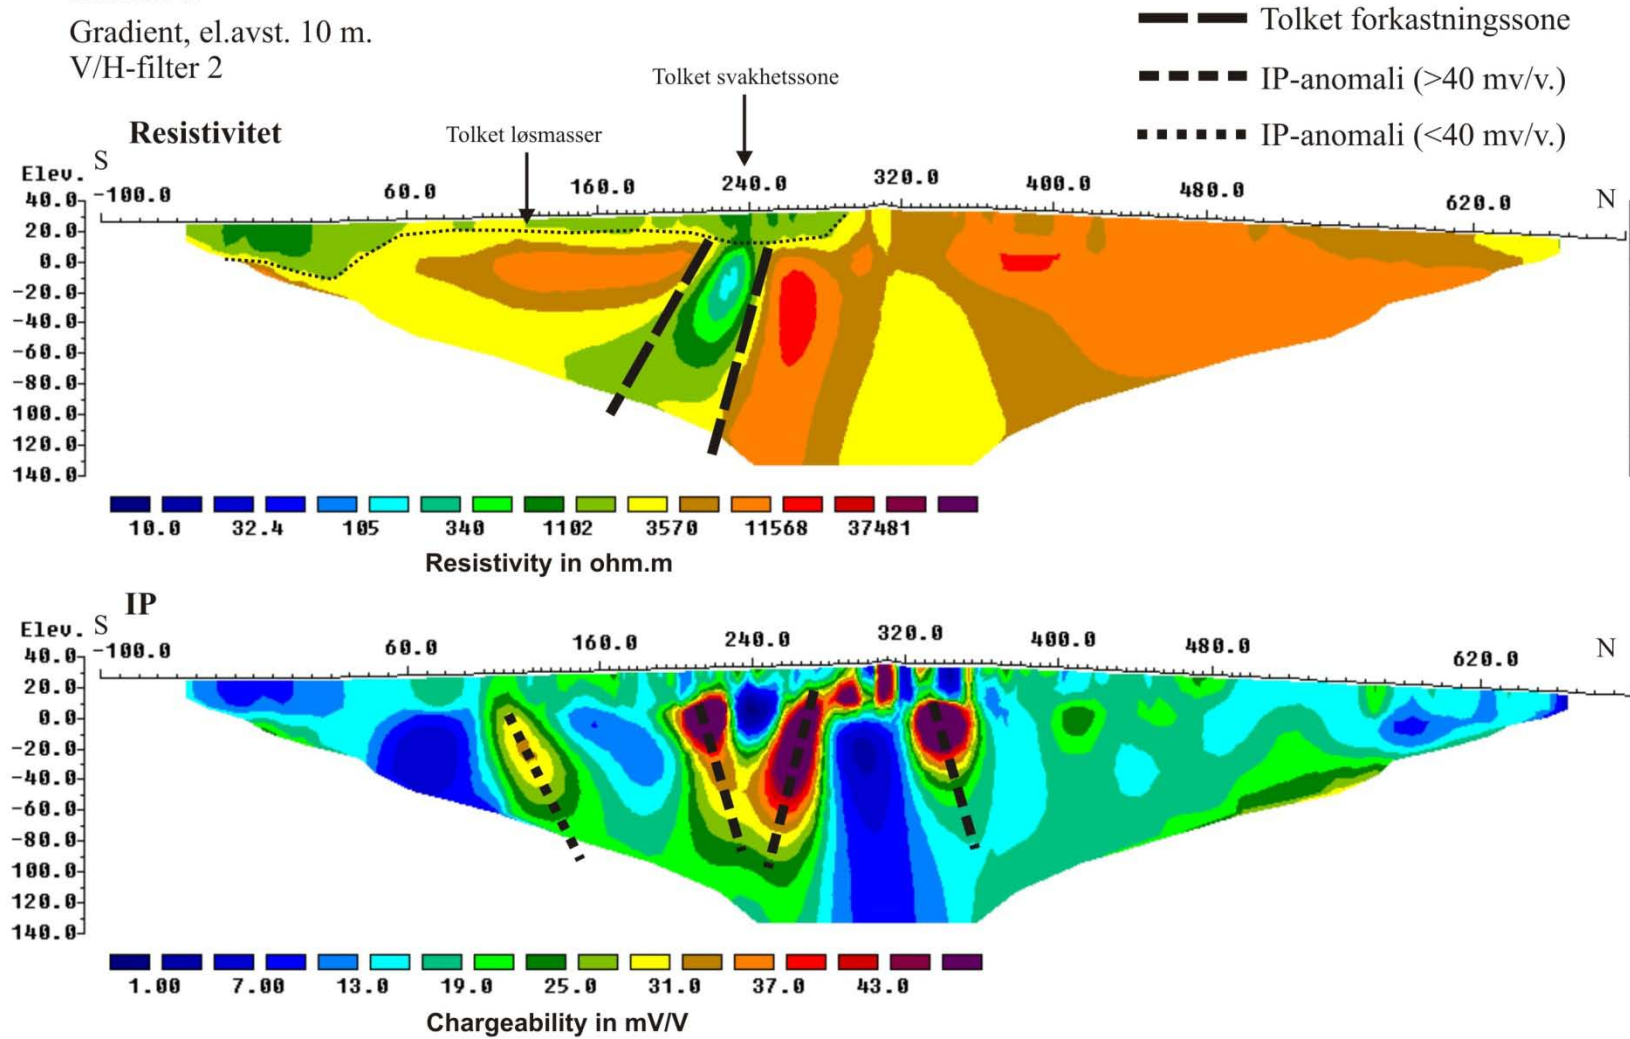 Gradient, el.avst. 10 m.
V/H-filter 2
Tolket forkastningssone
IP-anomali (>40 mv/v.)
IP-anomali (<40 mv/v.)
Tolket svakhetssone
Tolket løsmasser
Resistivitet
S
N
Elev.
-100.0 60.0 160.0 240.0 320.0 400.0 480.0 620.0
40.0
20.0
0.0
-20.0
-40.0
-60.0
-80.0
100.0
120.0
140.0
10.0 32.4 105 340 1102 3570 11568 37481
Resistivity in ohm.m
IP
S
N
Elev.
-100.0 60.0 160.0 240.0 320.0 400.0 480.0 620.0
40.0
20.0
0.0
-20.0
-40.0
-60.0
-80.0
100.0
120.0
140.0
1.00 7.00 13.0 19.0 25.0 31.0 37.0 43.0
Chargeability in mV/V